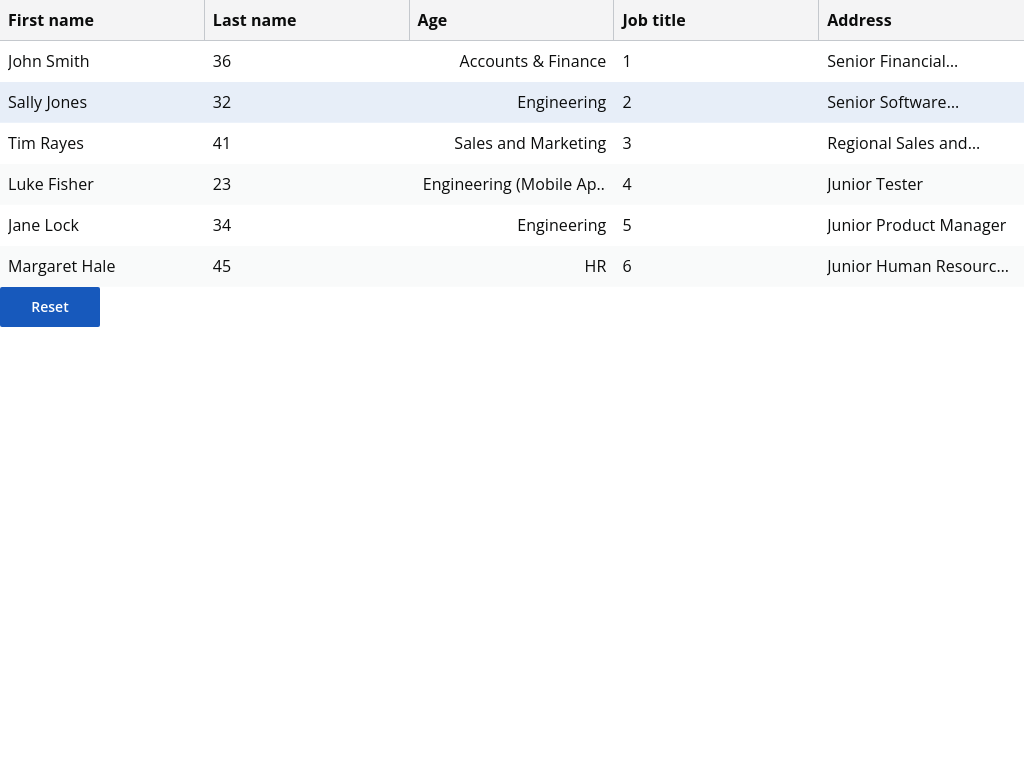 First name Last name Age Job title Address
John Smith 36 Accounts & Finance 1 Senior Financial...
Sally Jones 32 Engineering 2 Senior Software...
Tim Rayes 41 Sales and Marketing 3 Regional Sales and...
Luke Fisher 23 Engineering (Mobile Ap.. 4 Junior Tester
Jane Lock 34 Engineering 5 Junior Product Manager
Margaret Hale 45 HR 6 Junior Human Resourc...
Reset